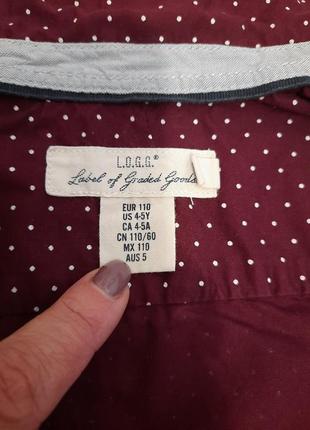 L.O.G.G.®
Label of Graded Goods
EUR 110
US 4-5Y
CA 4-5A
CN 110/60
MX 110
AUS 5